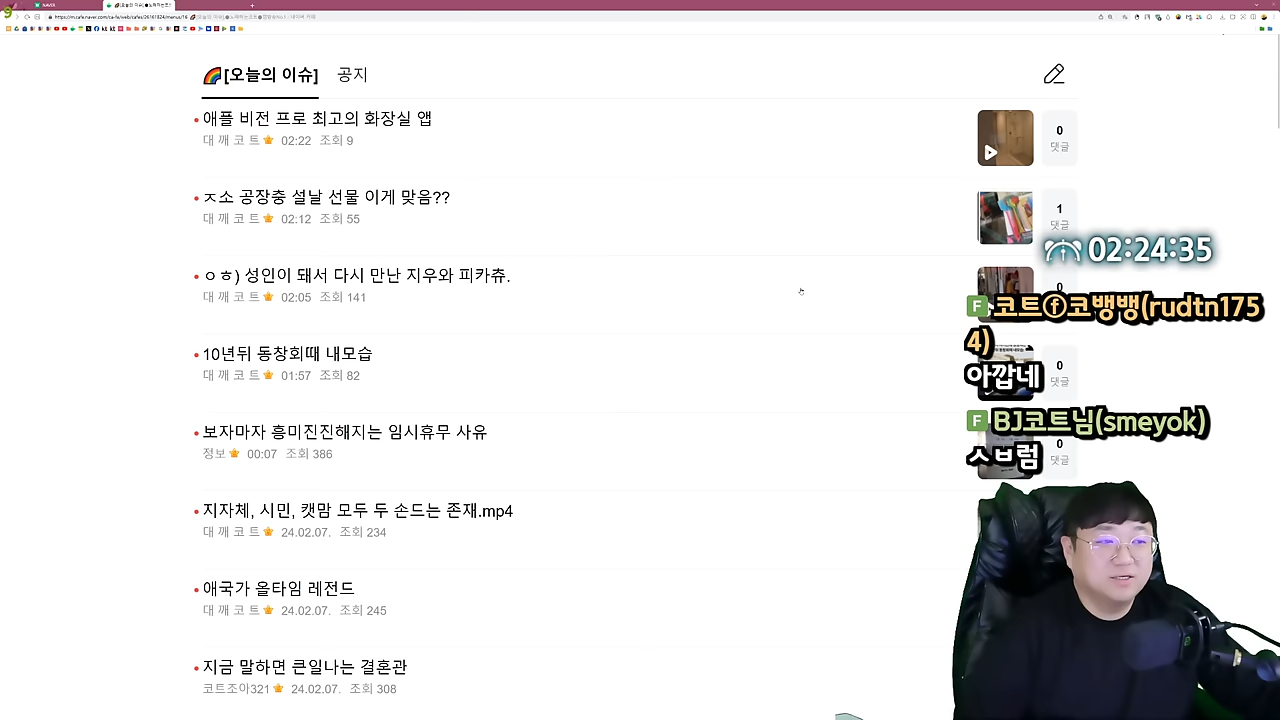 NAVER
🌈[오늘의 이슈] 공지
애플 비전 프로 최고의 화장실 앱
대 깨 코 트 02:22 조회 9
0
댓글
ㅈ소 공장충 설날 선물 이게 맞음??
대 깨 코 트 02:12 조회 55
1
댓글
02:24:35
ㅇㅎ) 성인이 돼서 다시 만난 지우와 피카츄.
대 깨 코 트 02:05 조회 141
0
F 코트ⓕ코뱅뱅(rudtn175
4)
아깝네
10년뒤 동창회때 내모습
대 깨 코 트 01:57 조회 82
0
댓글
F BJ코트님(smeyok)
ㅅㅂ럼
보자마자 흥미진진해지는 임시휴무 사유
정보 00:07 조회 386
0
댓글
지자체, 시민, 캣맘 모두 두 손드는 존재.mp4
대 깨 코 트 24.02.07. 조회 234
애국가 올타임 레전드
대 깨 코 트 24.02.07. 조회 245
지금 말하면 큰일나는 결혼관
코트조아321 24.02.07. 조회 308